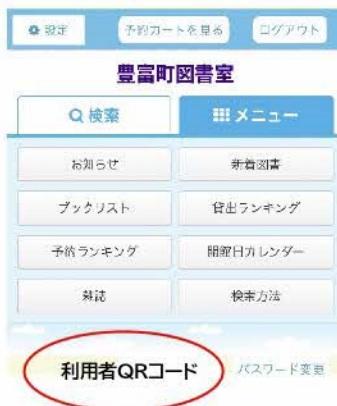 設定 予約カートを見る ログアウト
豊富町図書室
検索 メニュー
お知らせ 新着図書
ブックリスト 貸出ランキング
予約ランキング 開館日カレンダー
雑誌 検索方法
利用者QRコード パスワード変更